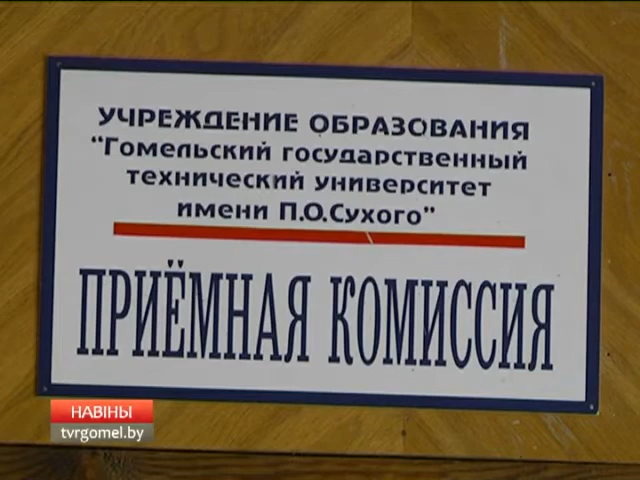 УЧРЕЖДЕНИЕ ОБРАЗОВАНИЯ
"Гомельский государственный
технический университет
имени П.О.Сухого"
ПРИЁМНАЯ КОМИССИЯ
НАВІНЫ
tvrgomel.by